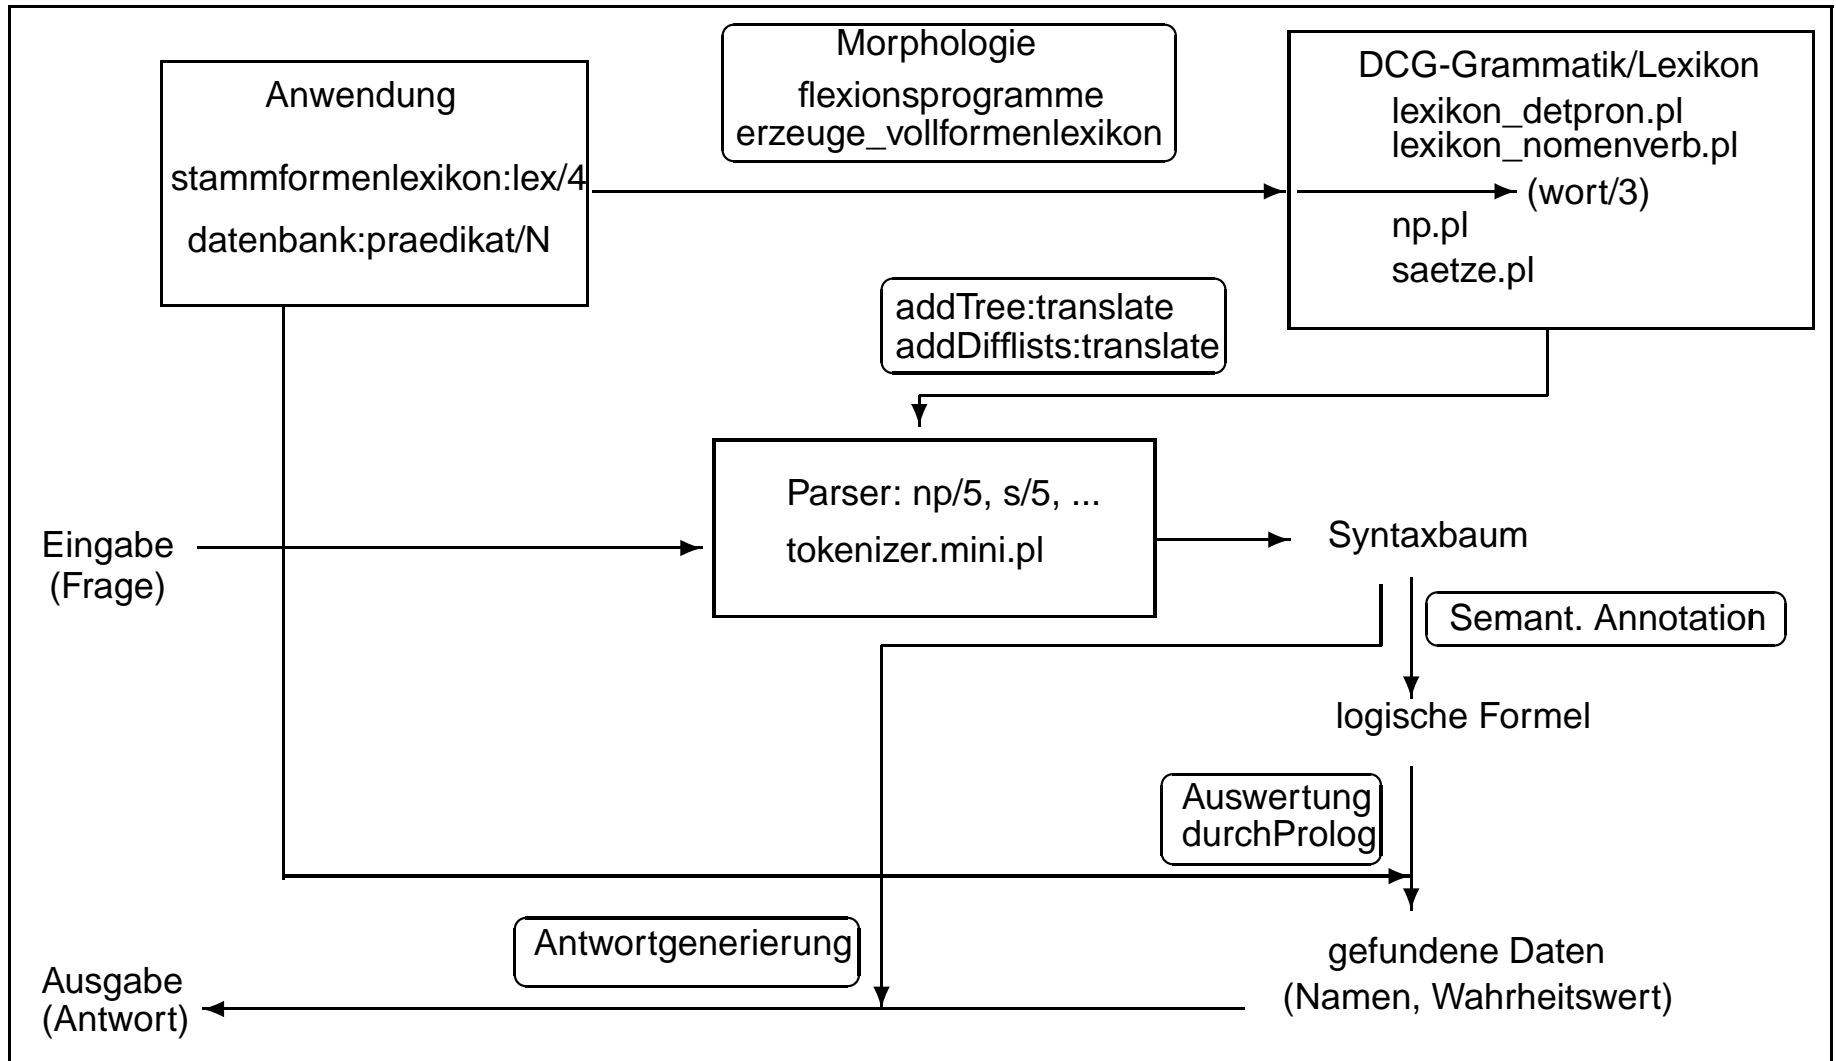 Anwendung
stammformenlexikon:lex/4
datenbank:praedikat/N
Morphologie
flexionsprogramme
erzeuge_vollformenlexikon
DCG-Grammatik/Lexikon
lexikon_detpron.pl
lexikon_nomenverb.pl
(wort/3)
np.pl
saetze.pl
addTree:translate
addDifflists:translate
Eingabe
(Frage)
Parser: np/5, s/5, ...
tokenizer.mini.pl
Syntaxbaum
Semant. Annotation
logische Formel
Auswertung
durchProlog
Antwortgenerierung
gefundene Daten
(Namen, Wahrheitswert)
Ausgabe
(Antwort)